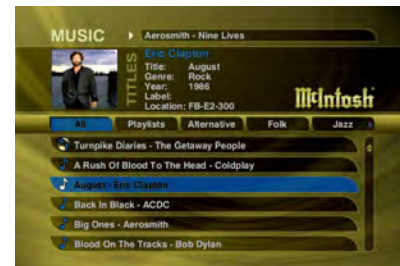 MUSIC
Aerosmith - Nine Lives
TITLES
Eric Clapton
Title: August
Genre: Rock
Year: 1986
Label:
Location: FB-E2-300
McIntosh
All Playlists Alternative Folk Jazz
Turnpike Diaries - The Getaway People
A Rush Of Blood To The Head - Coldplay
August - Eric Clapton
Back In Black - ACDC
Big Ones - Aerosmith
Blood On The Tracks - Bob Dylan